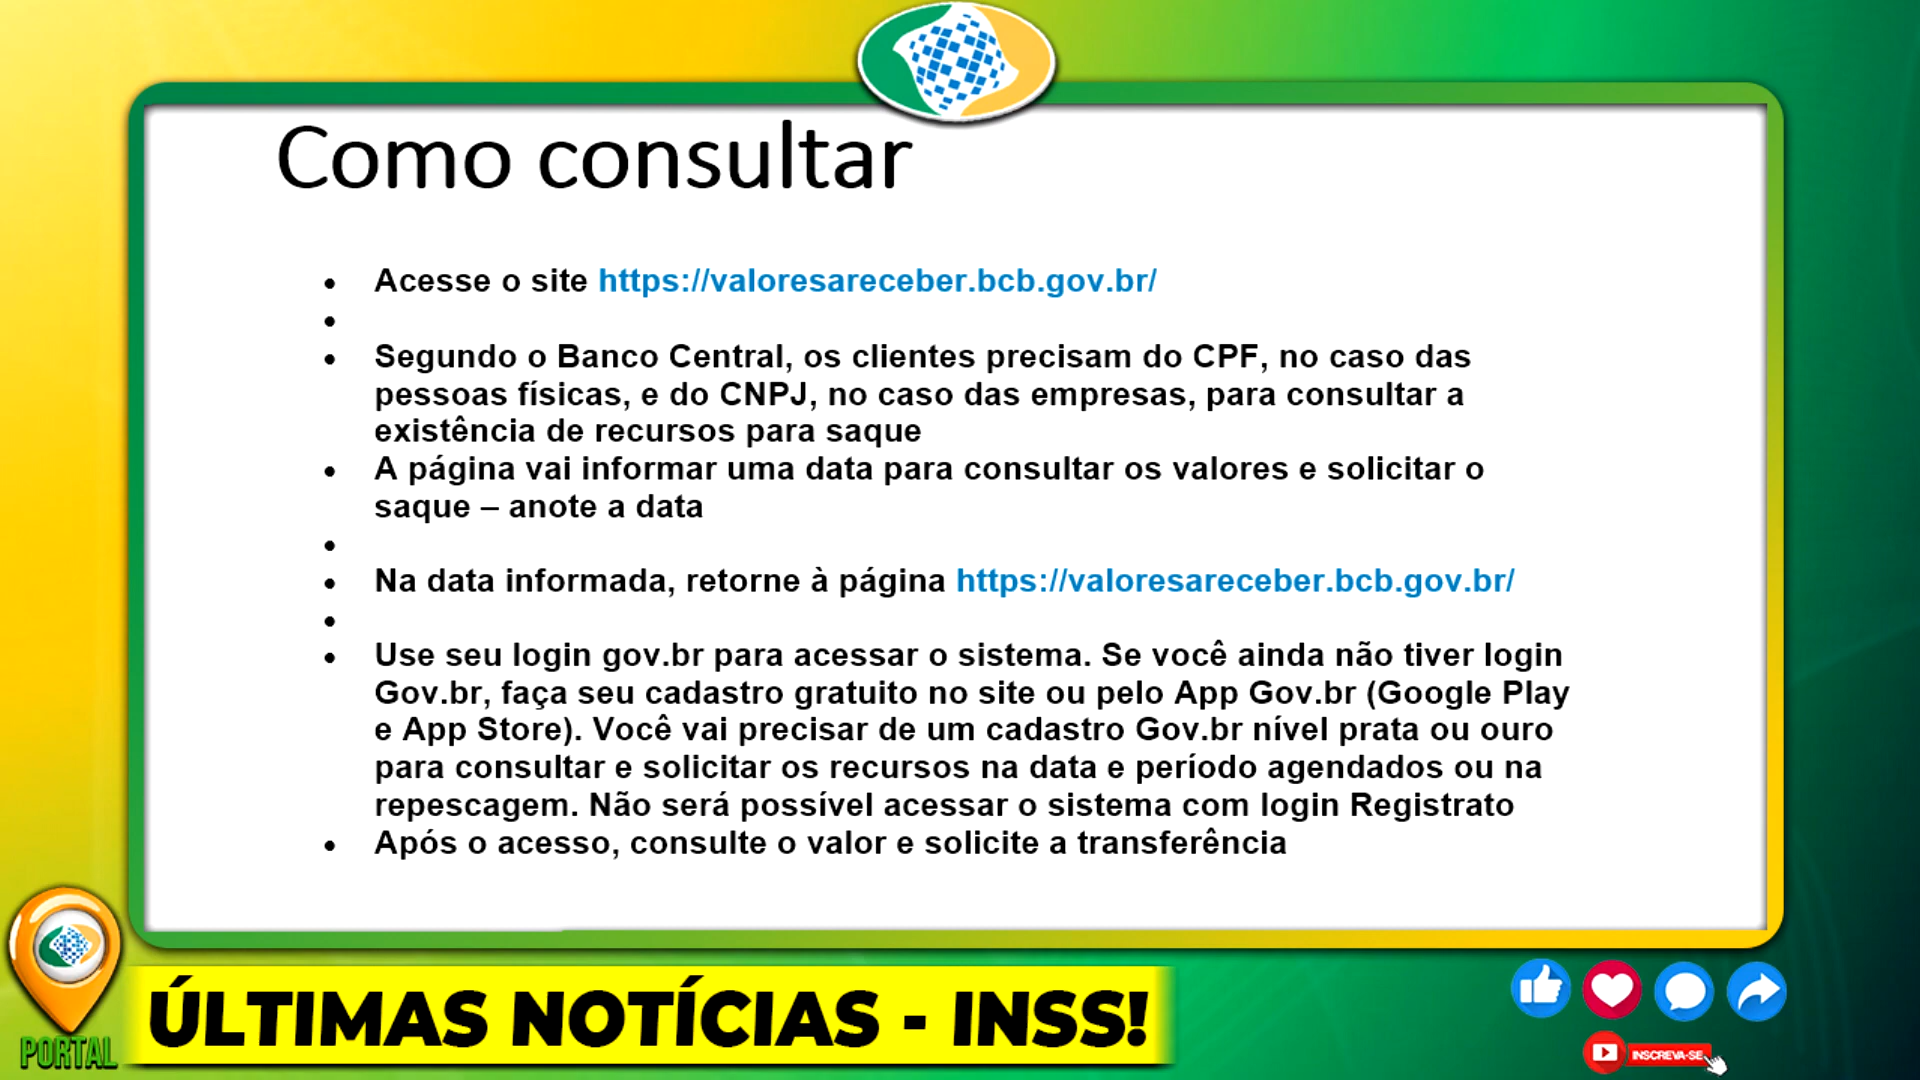 Como consultar
• Acesse o site https://valoresareceber.bcb.gov.br/
•
• Segundo o Banco Central, os clientes precisam do CPF, no caso das
pessoas físicas, e do CNPJ, no caso das empresas, para consultar a
existência de recursos para saque
• A página vai informar uma data para consultar os valores e solicitar o
saque – anote a data
•
• Na data informada, retorne à página https://valoresareceber.bcb.gov.br/
•
• Use seu login gov.br para acessar o sistema. Se você ainda não tiver login
Gov.br, faça seu cadastro gratuito no site ou pelo App Gov.br (Google Play
e App Store). Você vai precisar de um cadastro Gov.br nível prata ou ouro
para consultar e solicitar os recursos na data e período agendados ou na
repescagem. Não será possível acessar o sistema com login Registrato
• Após o acesso, consulte o valor e solicite a transferência
ÚLTIMAS NOTÍCIAS - INSS!
PORTAL
INSCREVA-SE